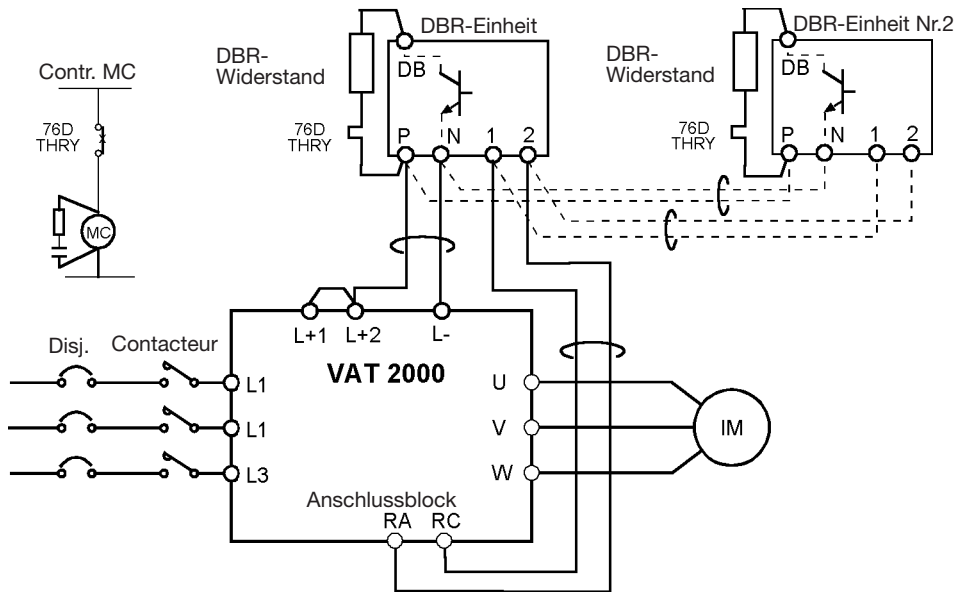 DBR-Einheit
DBR-Einheit Nr.2
DBR-
Widerstand
DB
DBR-
Widerstand
DB
Contr. MC
76D
THRY
76D
THRY
P N 1 2
76D
THRY
P N 1 2
MC
L+1 L+2 L-
Disj. Contacteur
VAT 2000
L1
U
L1
V
IM
L3
W
Anschlussblock
RA RC